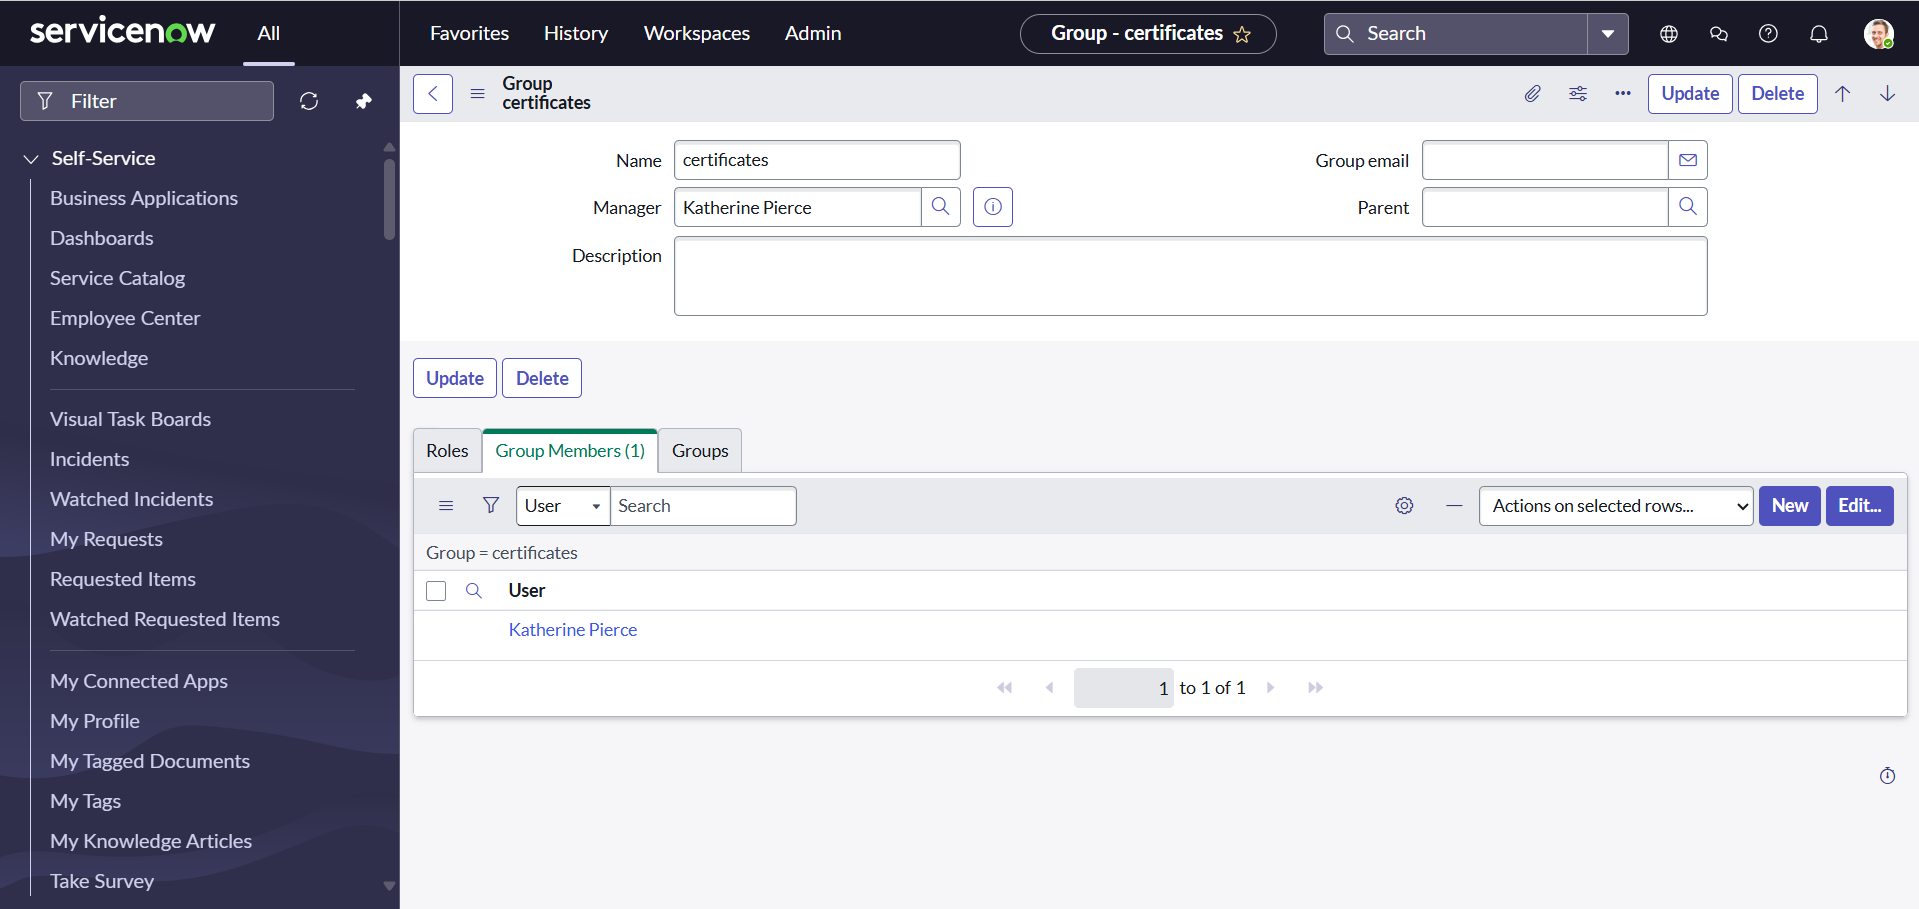 servicenow
All
Favorites
History
Workspaces
Admin
Group - certificates
Search
Filter
Self-Service
Business Applications
Dashboards
Service Catalog
Employee Center
Knowledge
Visual Task Boards
Incidents
Watched Incidents
My Requests
Requested Items
Watched Requested Items
My Connected Apps
My Profile
My Tagged Documents
My Tags
My Knowledge Articles
Take Survey
Group
certificates
Update
Delete
Name
certificates
Group email
Manager
Katherine Pierce
Parent
Description
Update
Delete
Roles
Group Members (1)
Groups
User
Search
Actions on selected rows...
New
Edit...
Group = certificates
User
Katherine Pierce
1 to 1 of 1